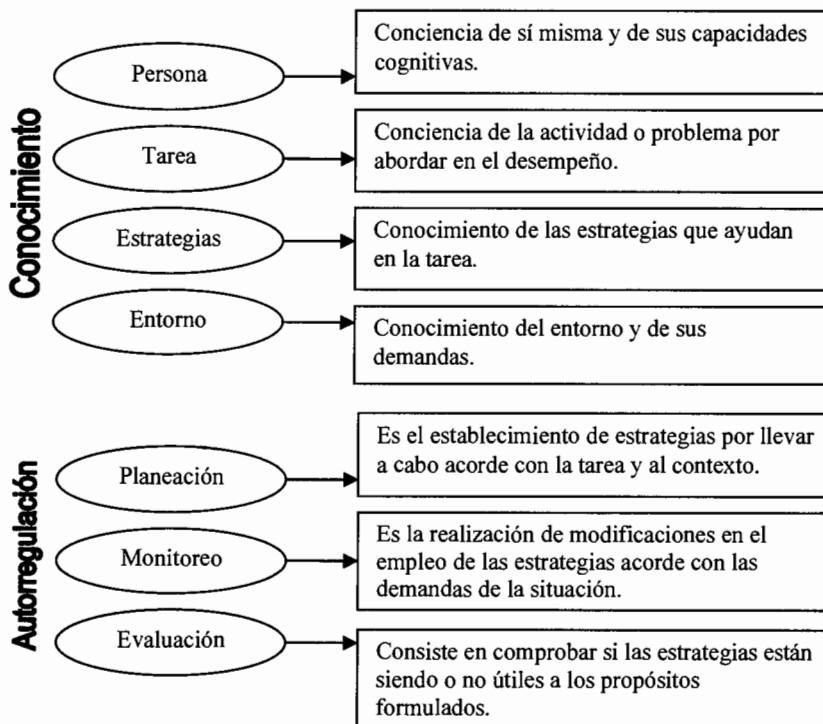 Conocimiento
Persona
Conciencia de sí misma y de sus capacidades
cognitivas.
Tarea
Conciencia de la actividad o problema por
abordar en el desempeño.
Estrategias
Conocimiento de las estrategias que ayudan
en la tarea.
Entorno
Conocimiento del entorno y de sus
demandas.
Autorregulación
Planeación
Es el establecimiento de estrategias por llevar
a cabo acorde con la tarea y al contexto.
Monitoreo
Es la realización de modificaciones en el
empleo de las estrategias acorde con las
demandas de la situación.
Evaluación
Consiste en comprobar si las estrategias están
siendo o no útiles a los propósitos
formulados.